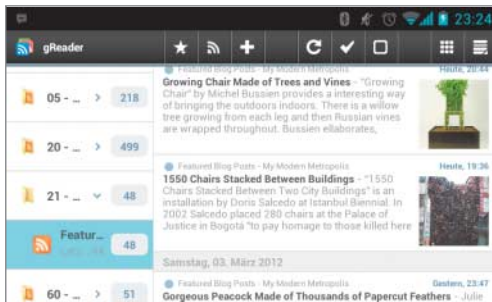 23:24
gReader
05 - ...
218
20 - ...
499
21 - ...
48
Featur...
48
60 - ...
51
Featured Blog Posts - My Modern Metropolis Heute, 20:44
Growing Chair Made of Trees and Vines - "Growing
Chair" by Michel Bussien provides a interesting way
of bringing the outdoors indoors. There is a willow
tree growing from each leg and then Russian vines
are wrapped throughout. Bussien ellaborates,
Featured Blog Posts - My Modern Metropolis Heute, 19:36
1550 Chairs Stacked Between Buildings - "1550
Chairs Stacked Between Two City Buildings" is an
installation by Doris Salcedo at Istanbul Biennial. In
2002 Salcedo placed 280 chairs at the Palace of
Justice in Bogotá "to pay homage to those killed here
Samstag, 03. März 2012
Featured Blog Posts - My Modern Metropolis Gestern, 23:47
Gorgeous Peacock Made of Thousands of Papercut Feathers - Julie